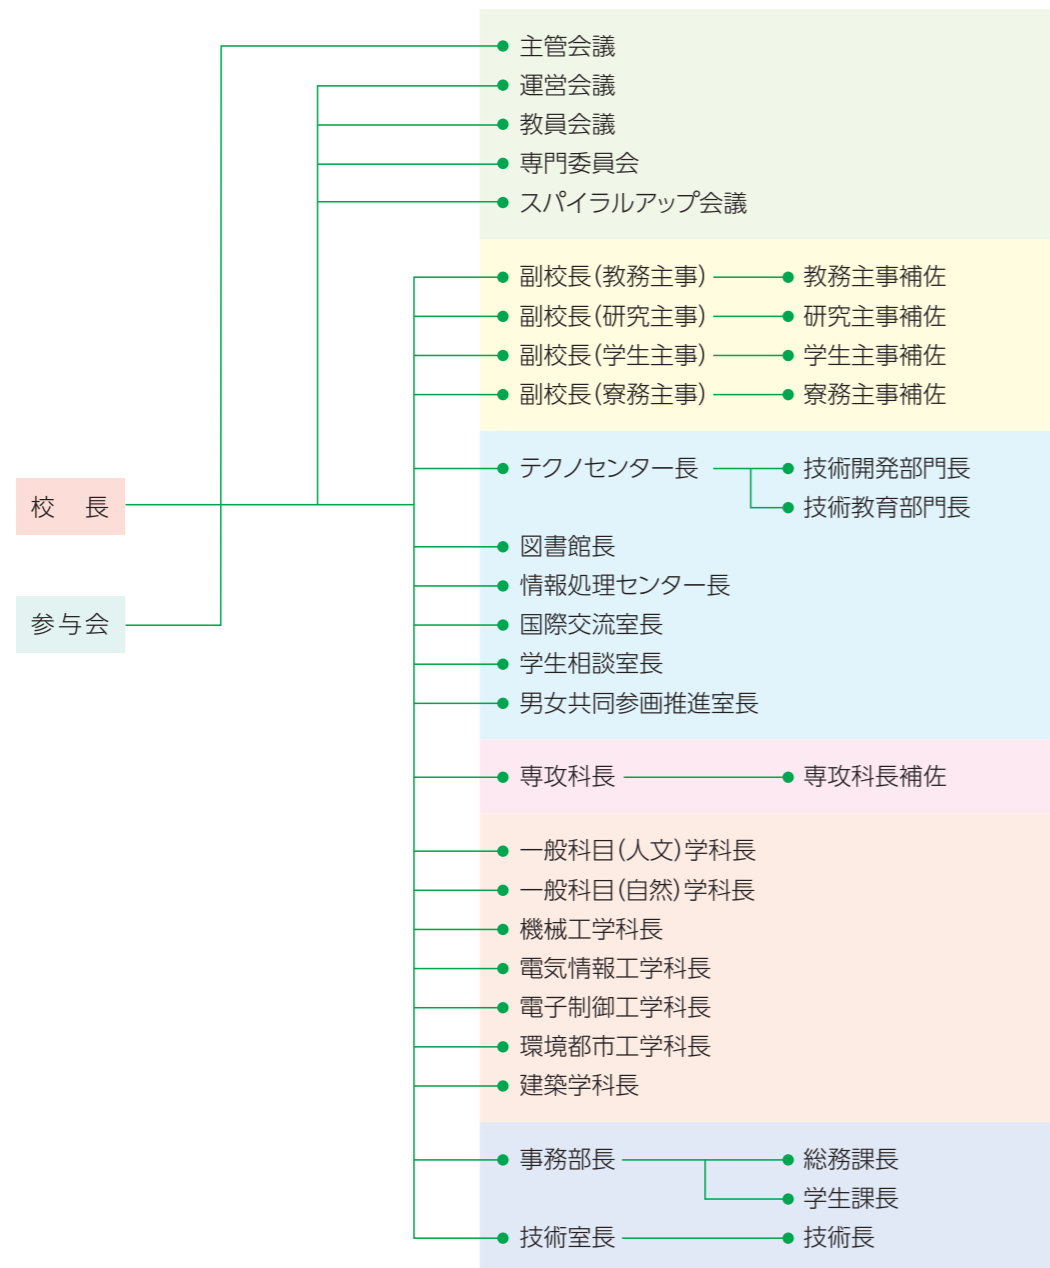 主管会議
運営会議
教員会議
専門委員会
スパイラルアップ会議
副校長(教務主事) 教務主事補佐
副校長(研究主事) 研究主事補佐
副校長(学生主事) 学生主事補佐
副校長(寮務主事) 寮務主事補佐
テクノセンター長 技術開発部門長
技術教育部門長
校 長
図書館長
情報処理センター長
参与会
国際交流室長
学生相談室長
男女共同参画推進室長
専攻科長 専攻科長補佐
一般科目(人文)学科長
一般科目(自然)学科長
機械工学科長
電気情報工学科長
電子制御工学科長
環境都市工学科長
建築学科長
事務部長 総務課長
学生課長
技術室長 技術長